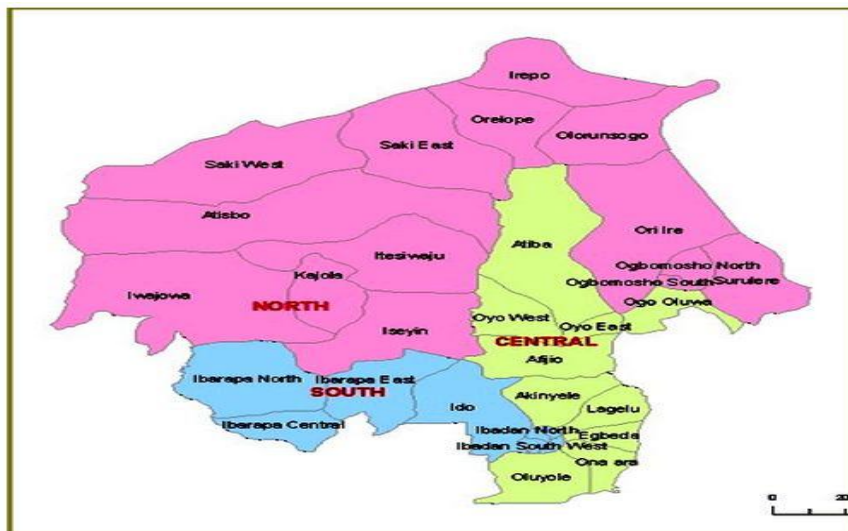 Irepo
Orelope
Olorunsogo
Saki East
Saki West
Atisbo
Ori Ire
Atiba
Itesiwaju
Ogbomosho North
Kajola
Ogbomosho South
Surulere
Iwajowa
NORTH
Ogo Oluwa
Oyo West
Oyo East
Iseyin
CENTRAL
Afijio
Ibarapa North
Ibarapa East
SOUTH
Akinyele
Ido
Lagelu
Ibarapa Central
Ibadan North
Egbeda
Ibadan South West
Ona ara
Oluyole
0
20